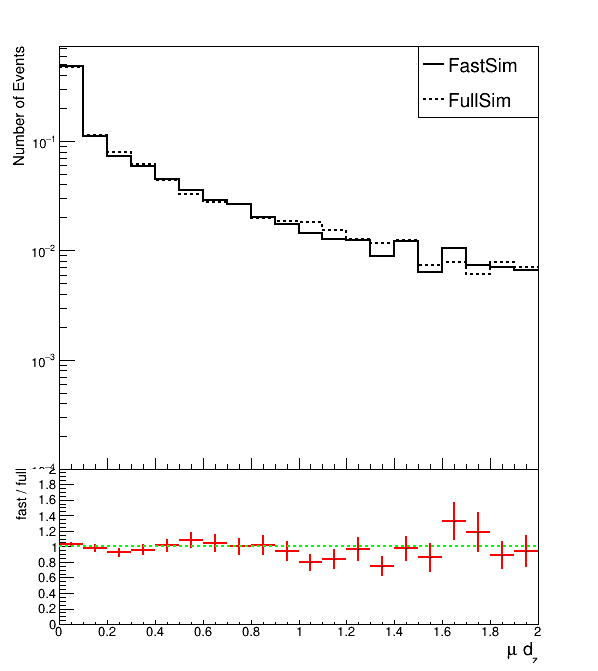 Number of Events
FastSim
FullSim
10⁻¹
10⁻²
10⁻³
fast / full
2
1.8
1.6
1.4
1.2
1
0.8
0.6
0.4
0.2
0
0 0.2 0.4 0.6 0.8 1 1.2 1.4 1.6 1.8 2
μ d_z